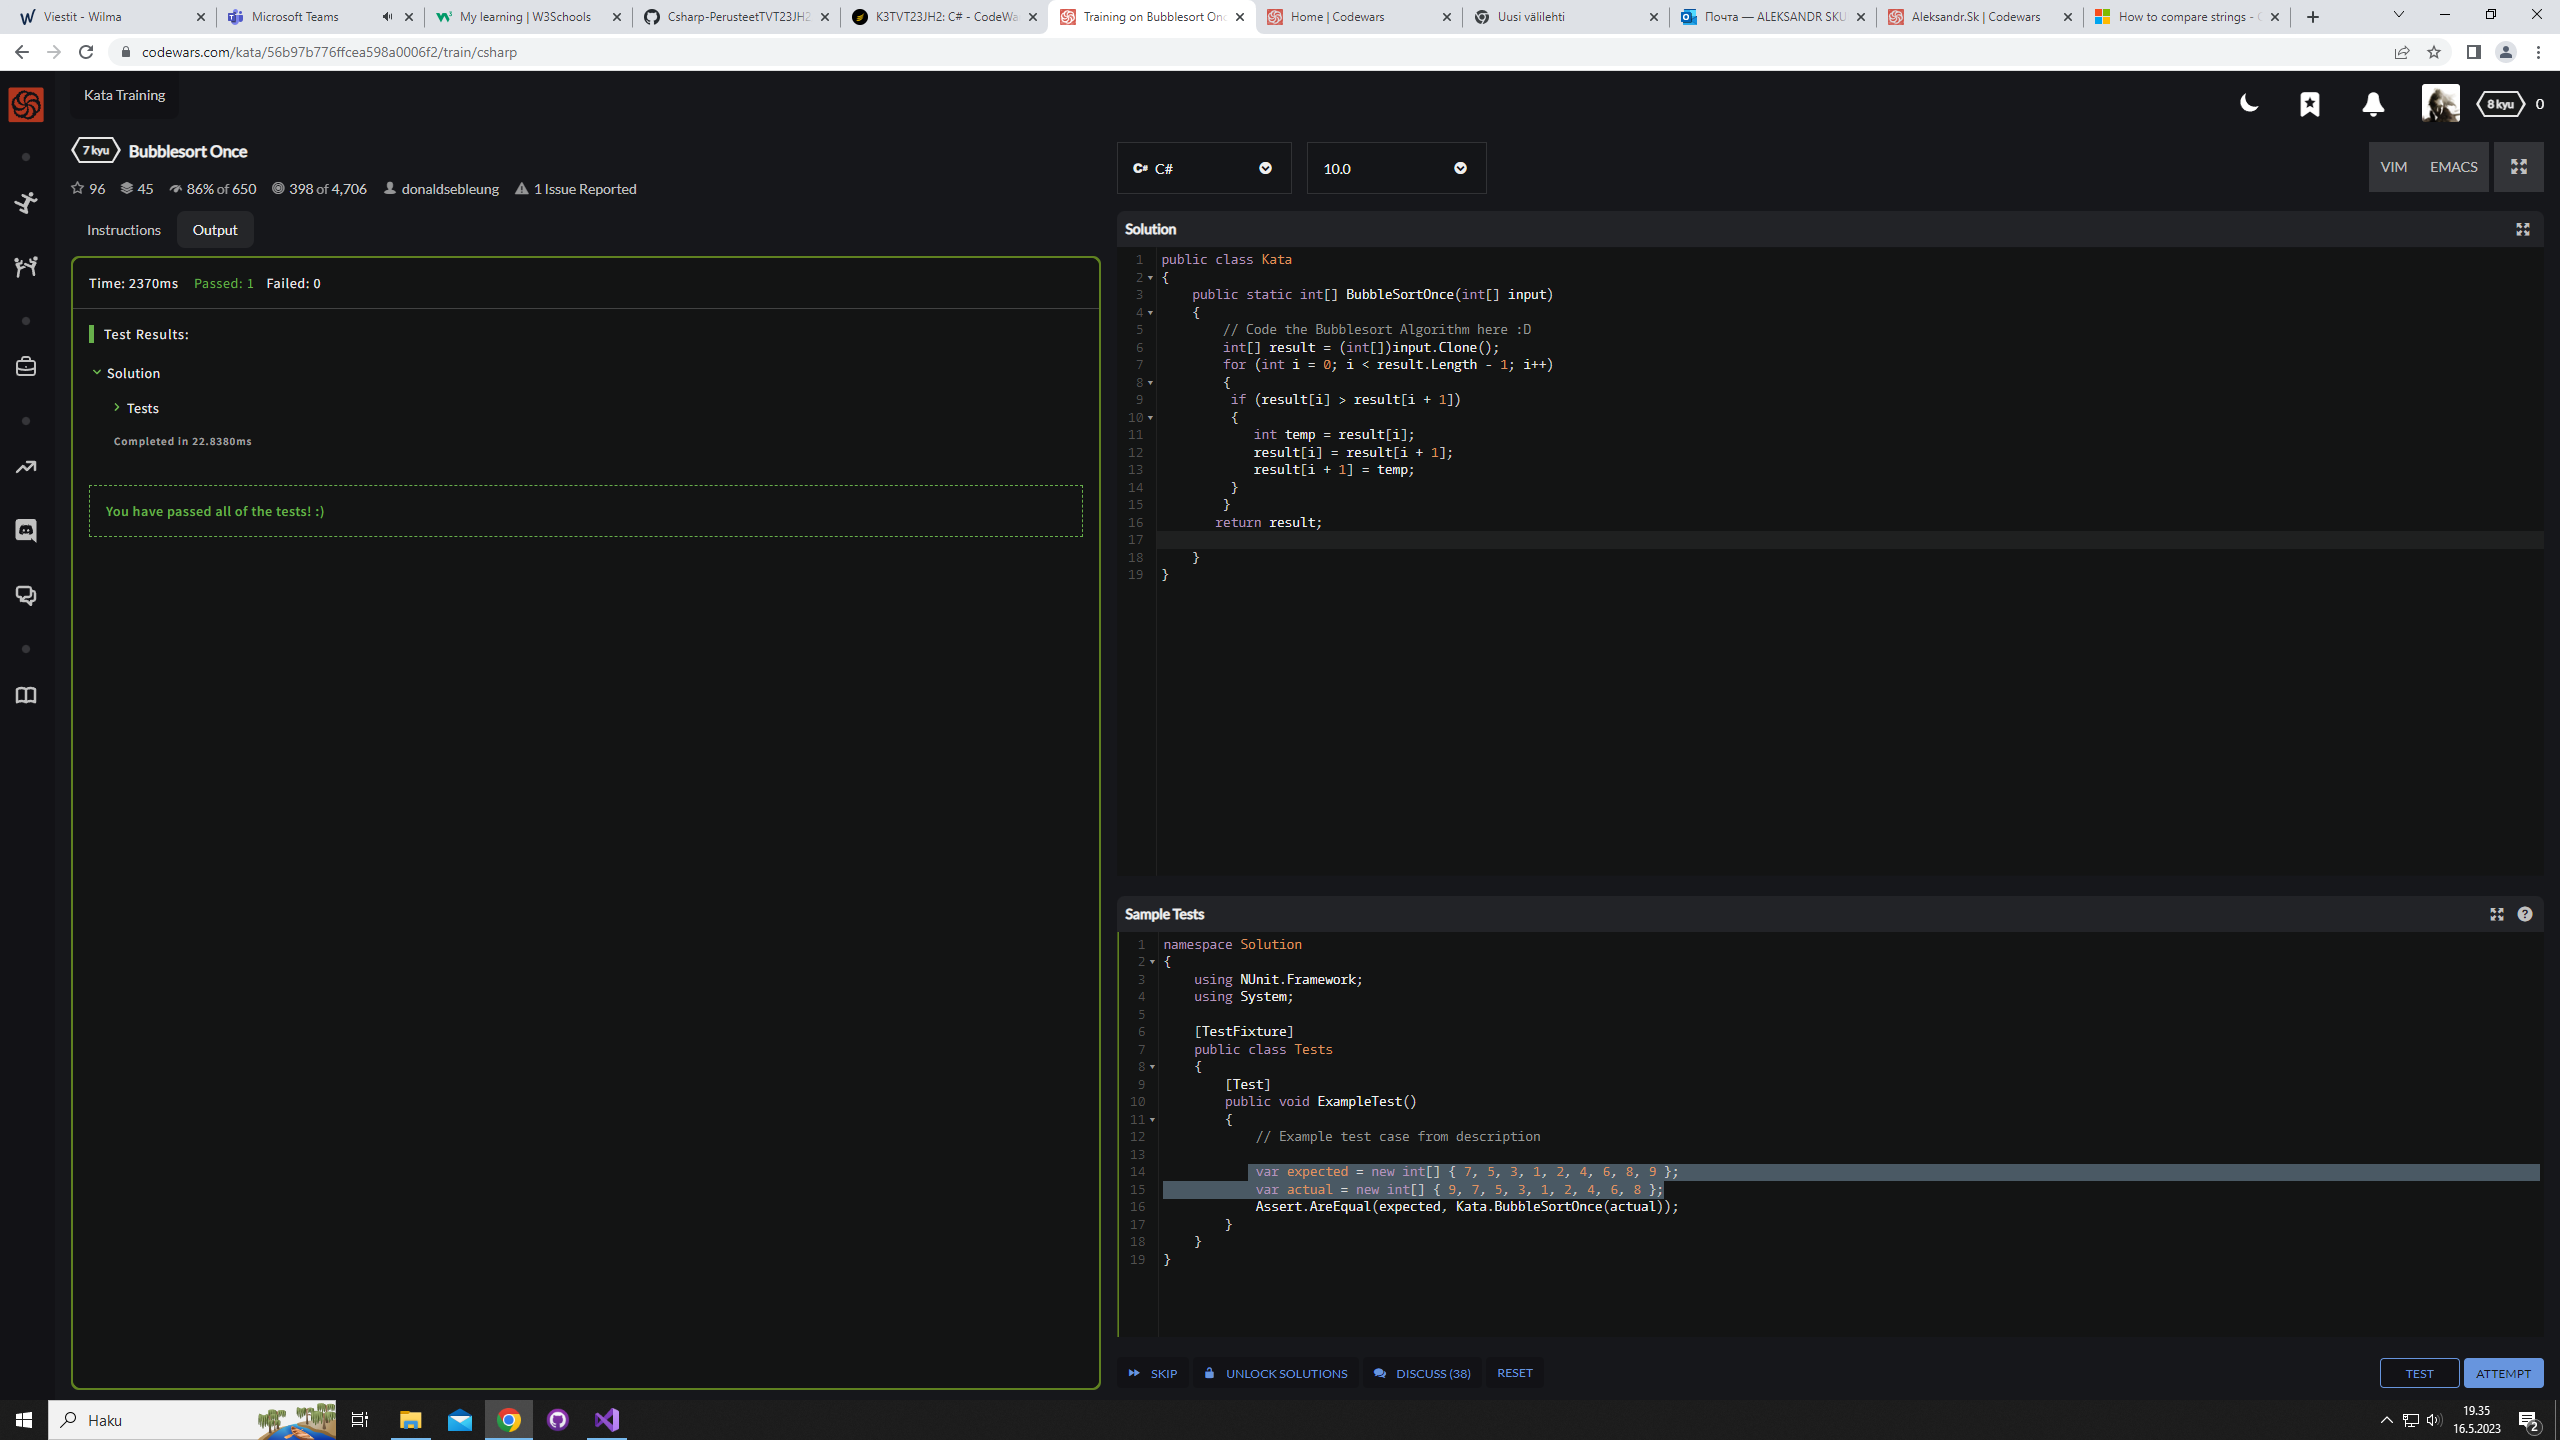 Viestit - Wilma
Microsoft Teams
My learning | W3Schools
Csharp-PerusteetTVT23JH2
K3TVT23JH2: C# - CodeWa
Training on Bubblesort Onc
Home | Codewars
Uusi välilehti
Почта — ALEKSANDR SKU
Aleksandr.Sk | Codewars
How to compare strings - C
codewars.com/kata/56b97b776ffcea598a0006f2/train/csharp
Kata Training
8 kyu 0
7 kyu Bubblesort Once
96 45 86% of 650 398 of 4,706 donaldsebleung 1 Issue Reported
C# 10.0 VIM EMACS
Instructions Output
Time: 2370ms Passed: 1 Failed: 0
Test Results:
Solution
Tests
Completed in 22.8380ms
You have passed all of the tests! :)
Solution
1 public class Kata
2 {
3 public static int[] BubbleSortOnce(int[] input)
4 {
5 // Code the Bubblesort Algorithm here :D
6 int[] result = (int[])input.Clone();
7 for (int i = 0; i < result.Length - 1; i++)
8 {
9 if (result[i] > result[i + 1])
10 {
11 int temp = result[i];
12 result[i] = result[i + 1];
13 result[i + 1] = temp;
14 }
15 }
16 return result;
17
18 }
19 }
Sample Tests
1 namespace Solution
2 {
3 using NUnit.Framework;
4 using System;
5
6 [TestFixture]
7 public class Tests
8 {
9 [Test]
10 public void ExampleTest()
11 {
12 // Example test case from description
13
14 var expected = new int[] { 7, 5, 3, 1, 2, 4, 6, 8, 9 };
15 var actual = new int[] { 9, 7, 5, 3, 1, 2, 4, 6, 8 };
16 Assert.AreEqual(expected, Kata.BubbleSortOnce(actual));
17 }
18 }
19 }
SKIP UNLOCK SOLUTIONS DISCUSS (38) RESET TEST ATTEMPT
Haku
19.35
16.5.2023
2